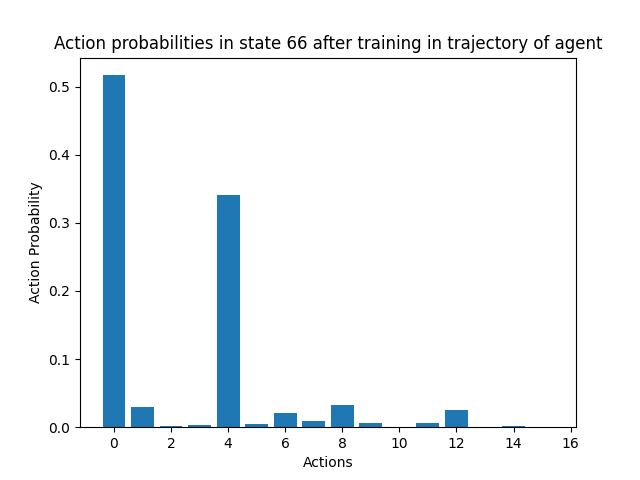 Action probabilities in state 66 after training in trajectory of agent
Action Probability
0.5
0.4
0.3
0.2
0.1
0.0
0 2 4 6 8 10 12 14 16
Actions